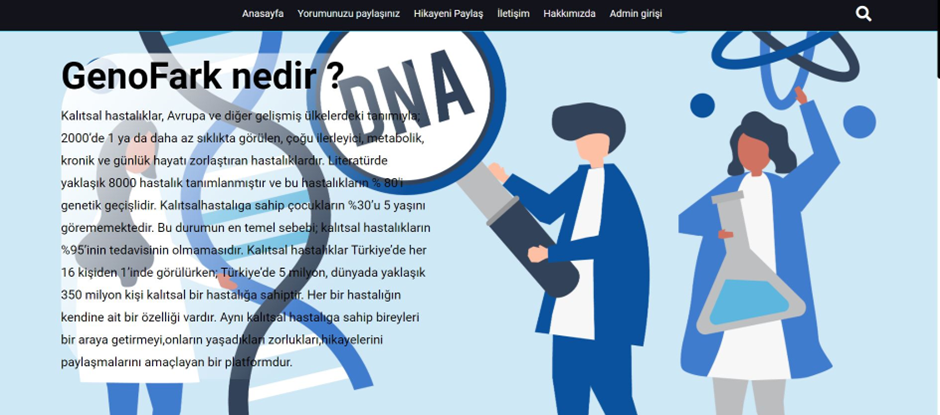 Anasayfa Yorumunuzu paylaşınız Hikayeni Paylaş İletişim Hakkımızda Admin girişi
GenoFark nedir ?
DNA
Kalıtsal hastalıklar, Avrupa ve diğer gelişmiş ülkelerdeki tanımıyla;
2000'de 1 ya da daha az sıklıkta görülen, çoğu ilerleyici, metabolik,
kronik ve günlük hayatı zorlaştıran hastalıklardır. Literatürde
yaklaşık 8000 hastalık tanımlanmıştır ve bu hastalıkların % 80'i
genetik geçişlidir. Kalıtsalhastalıga sahip çocukların %30'u 5 yaşını
görememektedir. Bu durumun en temel sebebi; kalıtsal hastalıkların
%95'inin tedavisinin olmamasıdır. Kalıtsal hastalıklar Türkiye'de her
16 kişiden 1'inde görülürken; Türkiye'de 5 milyon, dünyada yaklaşık
350 milyon kişi kalıtsal bir hastalığa sahiptir. Her bir hastalığın
kendine ait bir özelliği vardır. Aynı kalıtsal hastalıga sahip bireyleri
bir araya getirmeyi,onların yaşadıkları zorlukları,hikayelerini
paylaşmalarını amaçlayan bir platformdur.